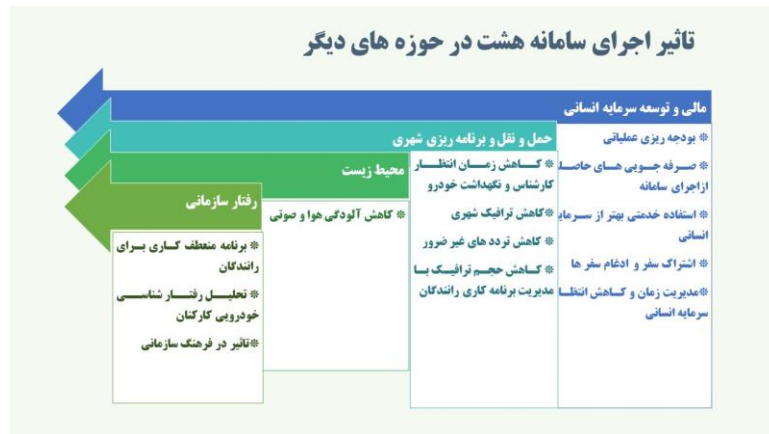 تاثیر اجرای سامانه هشت در حوزه های دیگر
مالی و توسعه سرمایه انسانی
❊ بودجه ریزی عملیاتی
❊ صرفه جویی های حاصل
ازاجرای سامانه
❊ استفاده خدمتی بهتر از سرمایه
انسانی
❊ اشتراک سفر و ادغام سفر ها
❊مدیریت زمان و کاهش انتظا
سرمایه انسانی
حمل و نقل و برنامه ریزی شهری
❊ کاهش زمان انتظار
کارشناس و نگهداشت خودرو
❊کاهش ترافیک شهری
❊ کاهش تردد های غیر ضرور
❊ کاهش حجم ترافیک با
مدیریت برنامه کاری رانندگان
محیط زیست
❊ کاهش آلودگی هوا و صوتی
رفتار سازمانی
❊ برنامه منعطف کاری برای
رانندگان
❊ تحلیل رفتار شناسی
خودرویی کارکنان
❊تاثیر در فرهنگ سازمانی